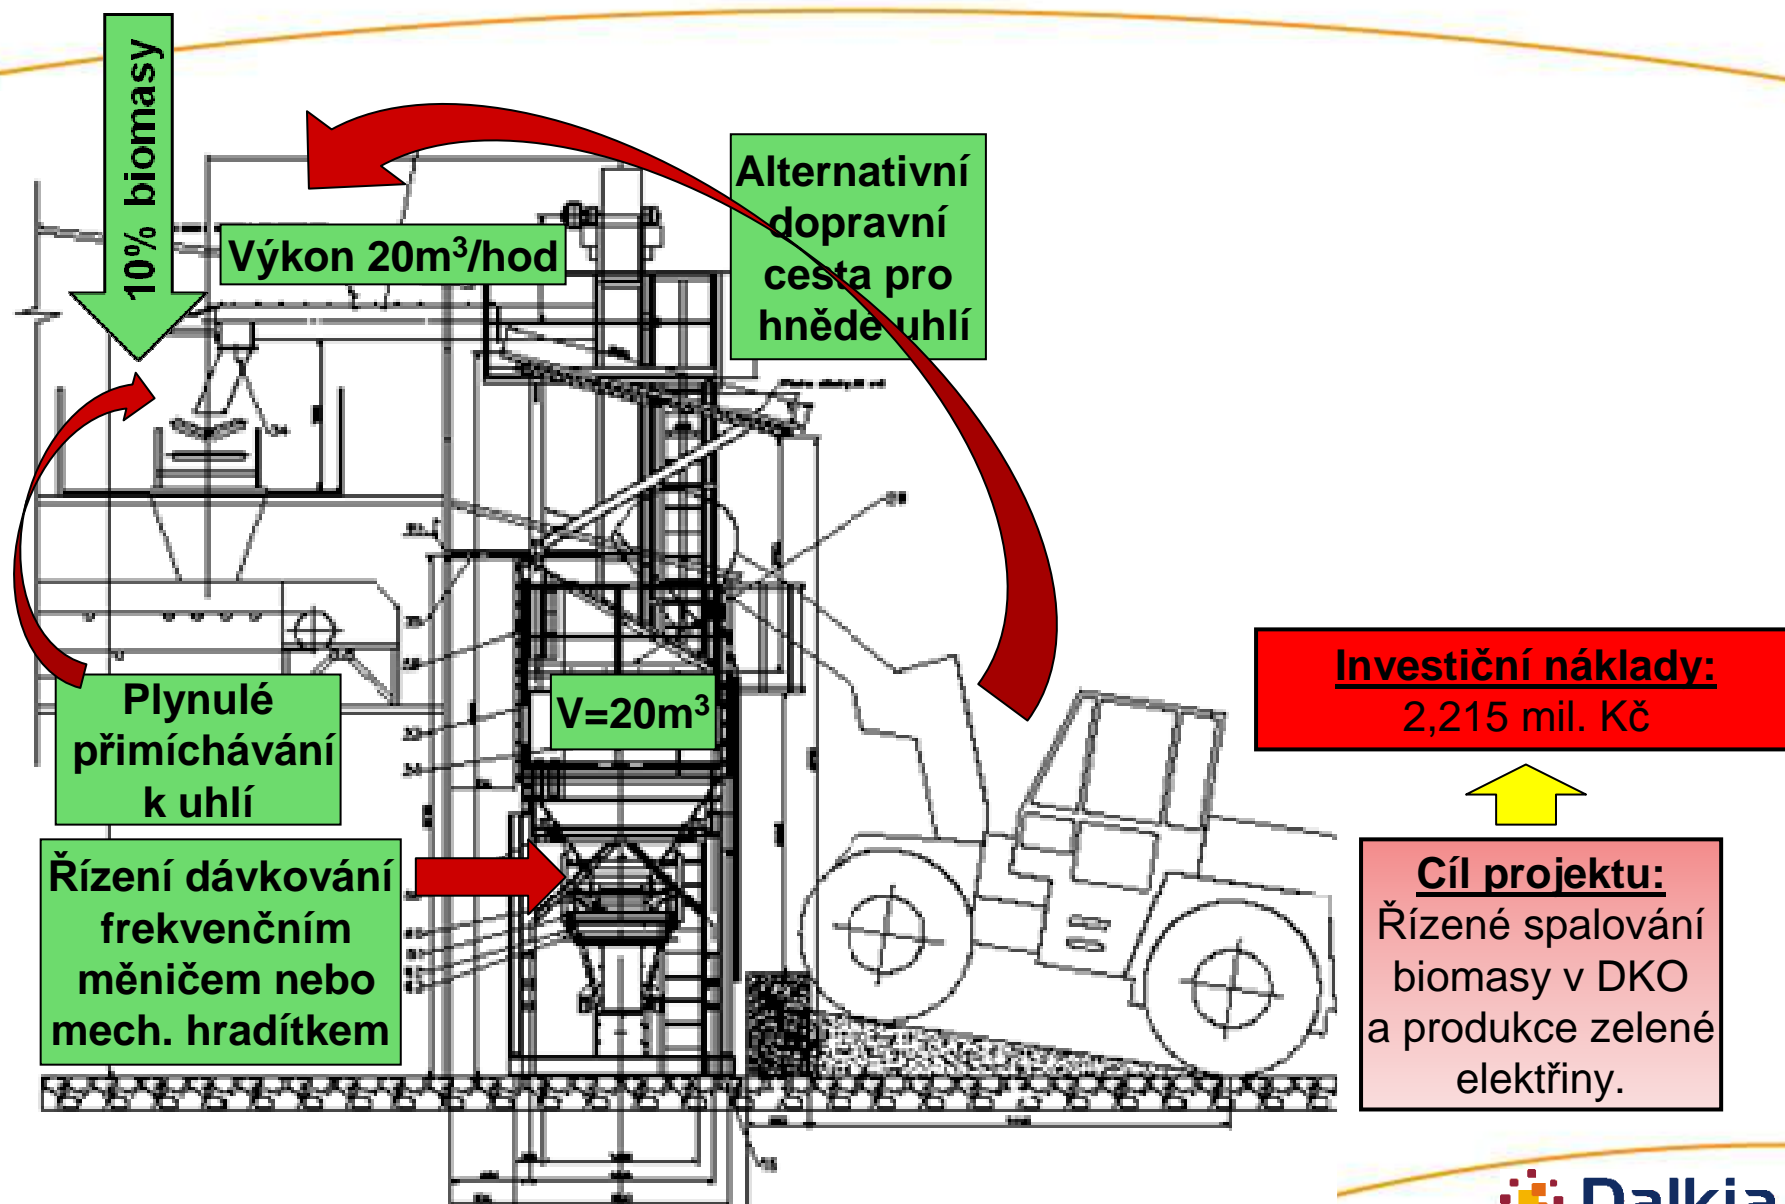 10% biomasy
Výkon 20m³/hod
Alternativní
dopravní
cesta pro
hnědé uhlí
Plynulé
přimíchávání
k uhlí
V=20m³
Řízení dávkování
frekvenčním
měničem nebo
mech. hradítkem
Investiční náklady:
2,215 mil. Kč
Cíl projektu:
Řízené spalování
biomasy v DKO
a produkce zelené
elektřiny.
Dalkia